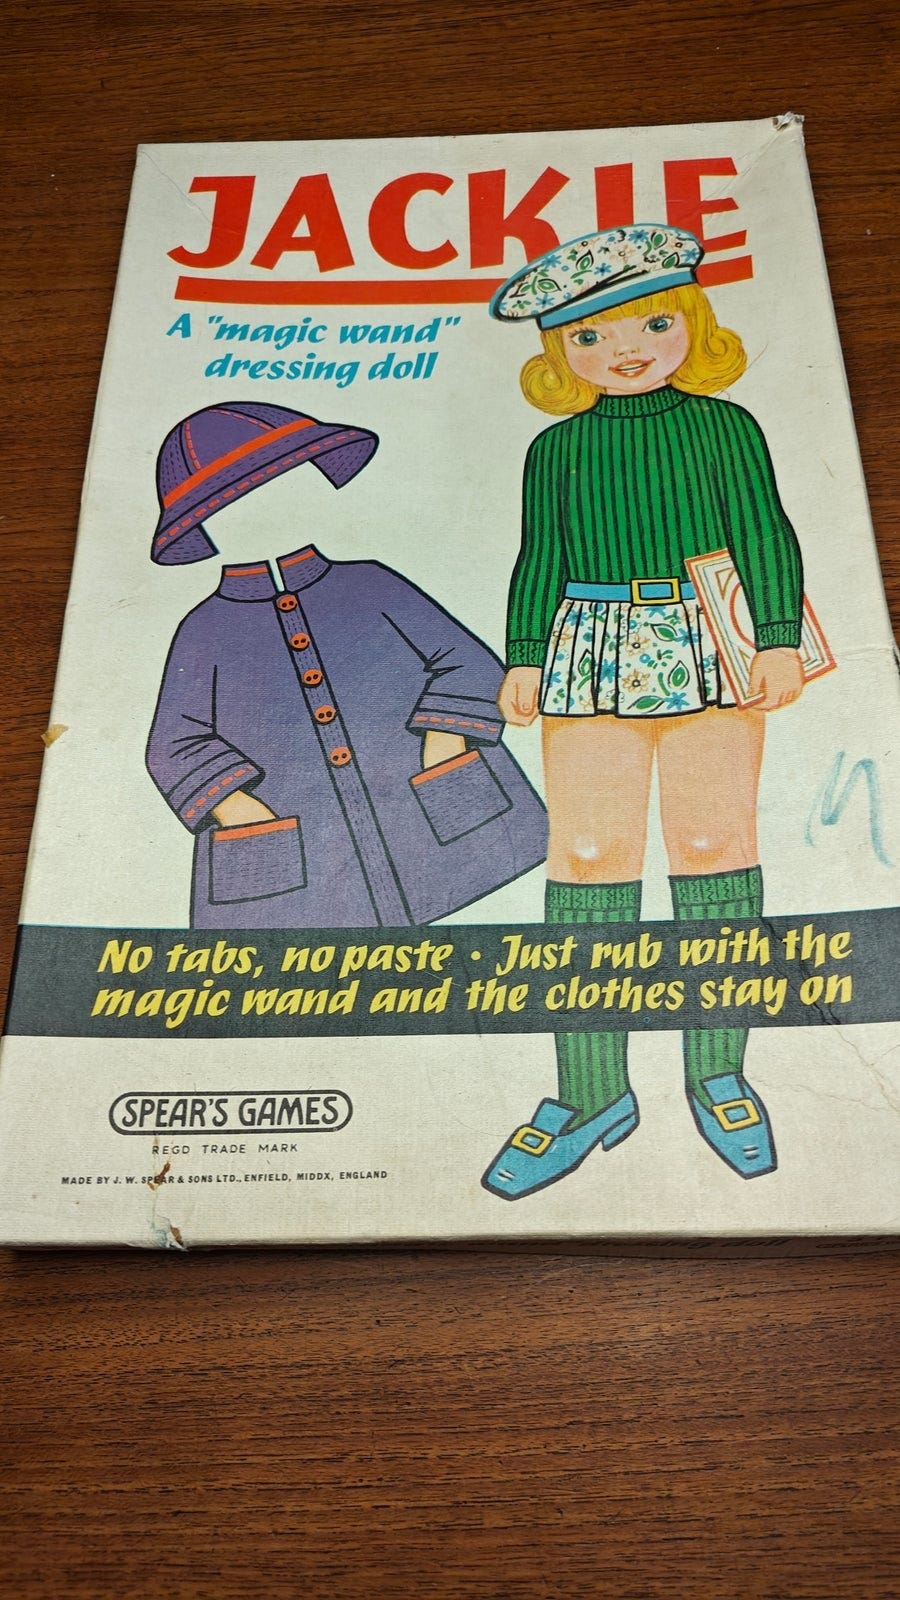 JACKIE
A "magic wand"
dressing doll
No tabs, no paste · Just rub with the
magic wand and the clothes stay on
SPEAR'S GAMES
REGD TRADE MARK
MADE BY J. W. SPEAR & SONS LTD., ENFIELD, MIDDX, ENGLAND